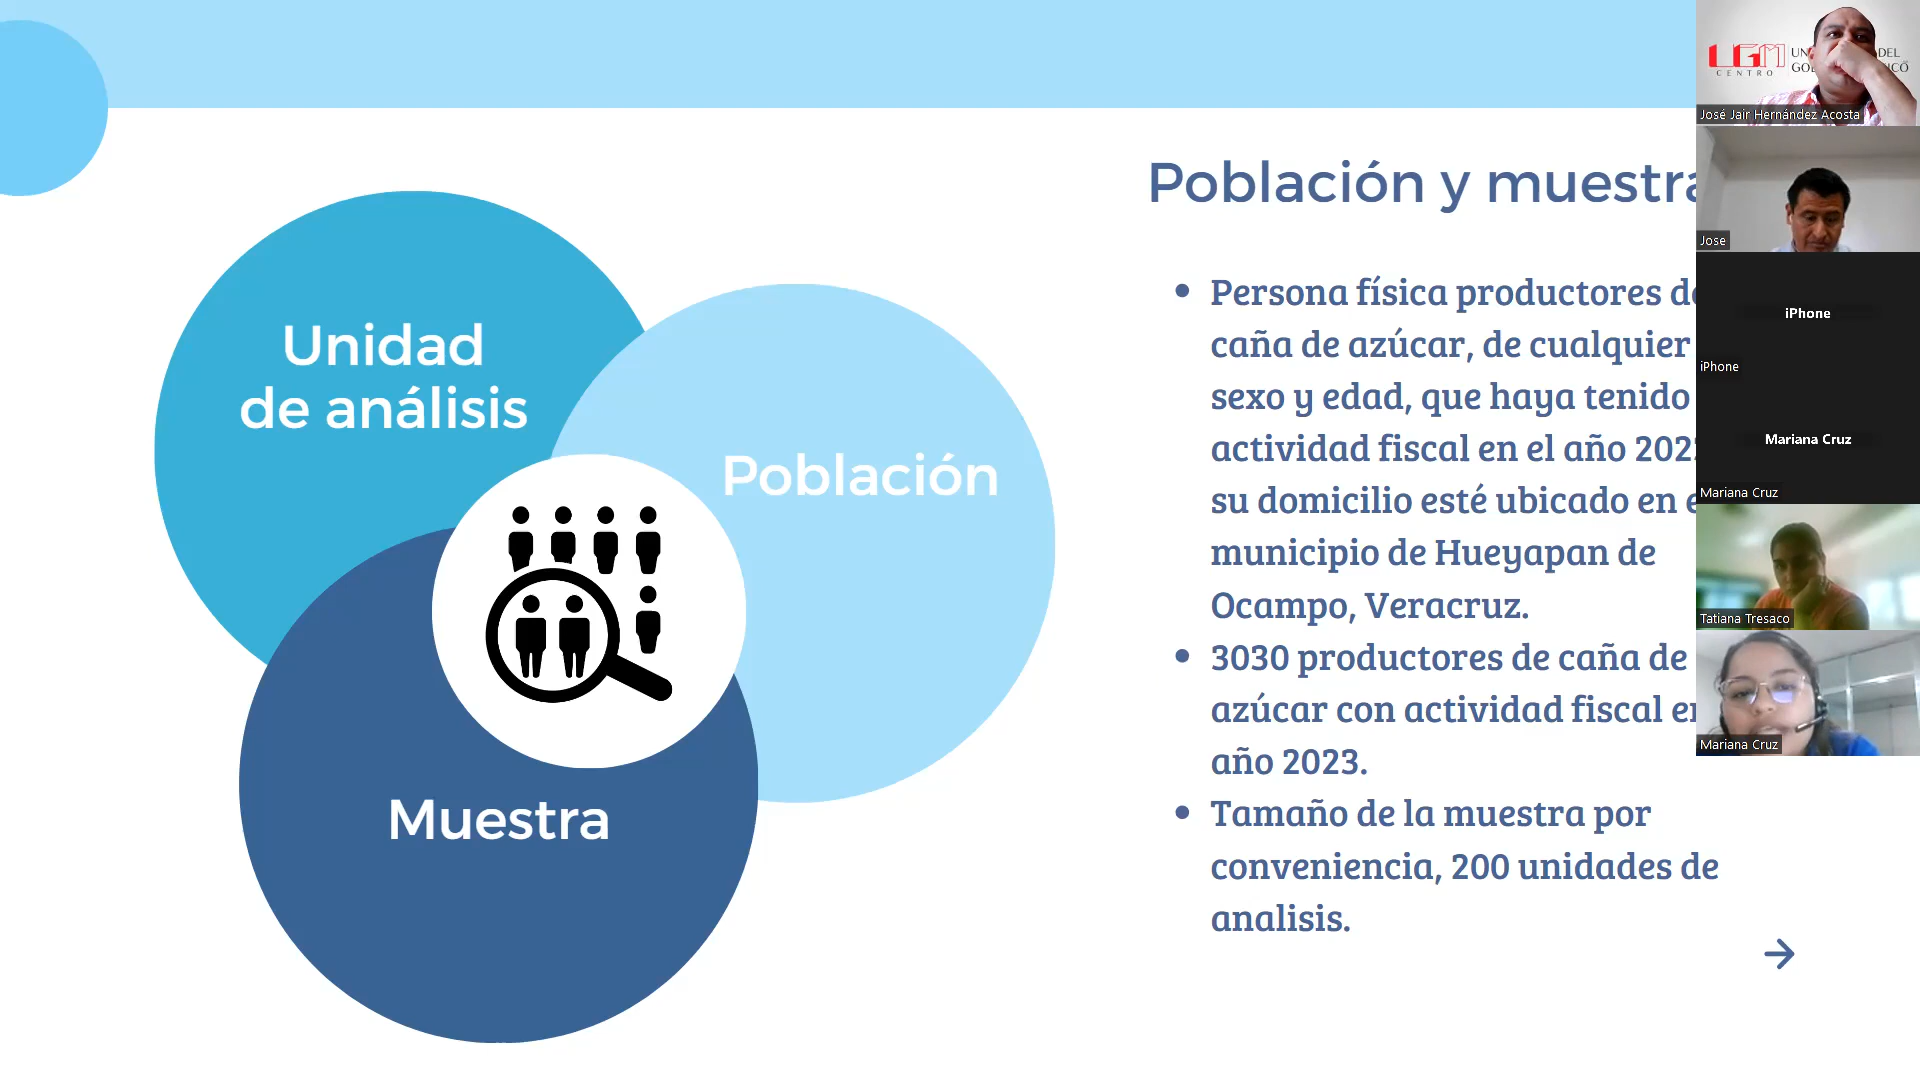 Unidad
de análisis
Población
Muestra
Población y muestra
Persona física productores de
caña de azúcar, de cualquier
sexo y edad, que haya tenido
actividad fiscal en el año
su domicilio esté ubicado en
municipio de Hueyapan de
Ocampo, Veracruz.
3030 productores de caña de
azúcar con actividad fiscal
año 2023.
Tamaño de la muestra por
conveniencia, 200 unidades de
analisis.
UGM
CENTRO
DEL
José Jair Hernández Acosta
Jose
iPhone
iPhone
Mariana Cruz
Mariana Cruz
Tatiana Tresaco
Mariana Cruz